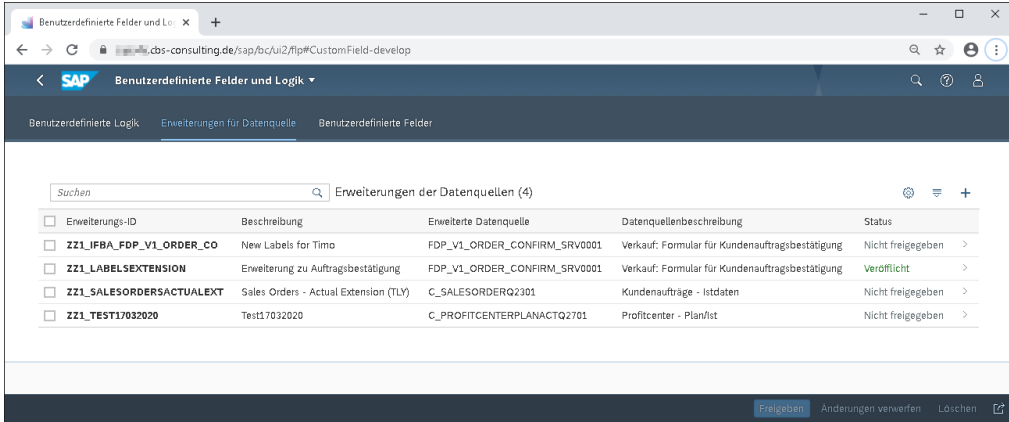 Benutzerdefinierte Felder und Lo
.cbs-consulting.de/sap/bc/ui2/flp#CustomField-develop
SAP Benutzerdefinierte Felder und Logik
Benutzerdefinierte Logik Erweiterungen für Datenquelle Benutzerdefinierte Felder
Suchen Erweiterungen der Datenquellen (4)
Erweiterungs-ID Beschreibung Erweiterte Datenquelle Datenquellenbeschreibung Status
ZZ1_IFBA_FDP_V1_ORDER_CO New Labels for Timo FDP_V1_ORDER_CONFIRM_SRV0001 Verkauf: Formular für Kundenauftragsbestätigung Nicht freigegeben
ZZ1_LABELSEXTENSION Erweiterung zu Auftragsbestätigung FDP_V1_ORDER_CONFIRM_SRV0001 Verkauf: Formular für Kundenauftragsbestätigung Veröfflicht
ZZ1_SALESORDERSACTUALEXT Sales Orders - Actual Extension (TLY) C_SALESORDERQ2301 Kundenaufträge - Istdaten Nicht freigegeben
ZZ1_TEST17032020 Test17032020 C_PROFITCENTERPLANACTQ2701 Profitcenter - Plan/Ist Nicht freigegeben
Freigeben Änderungen verwerfen Löschen